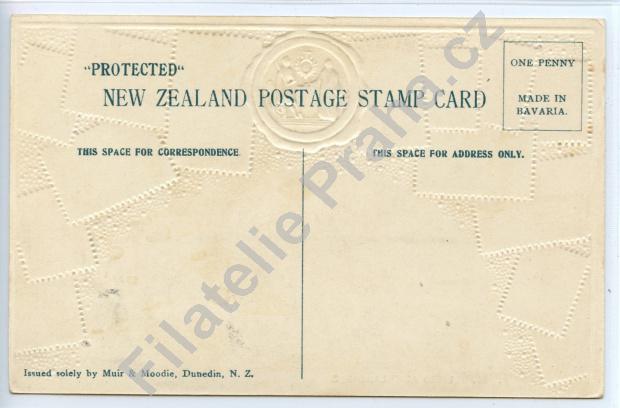 "PROTECTED"
NEW ZEALAND POSTAGE STAMP CARD
ONE PENNY
MADE IN
BAVARIA.
THIS SPACE FOR CORRESPONDENCE.
THIS SPACE FOR ADDRESS ONLY.
Issued solely by Muir & Moodie, Dunedin, N. Z.
Filatelie Praha.cz